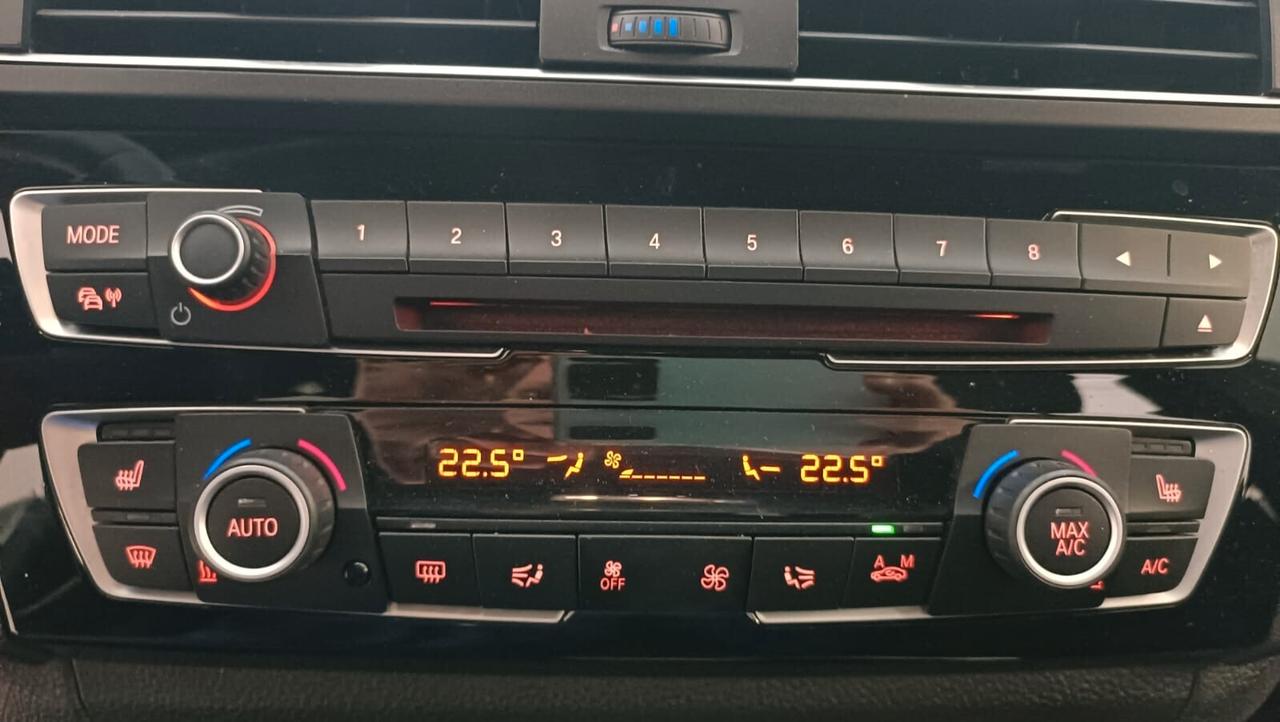 MODE
1 2 3 4 5 6 7 8
22.5° 22.5°
AUTO
MAX
A/C
OFF
A M
A/C